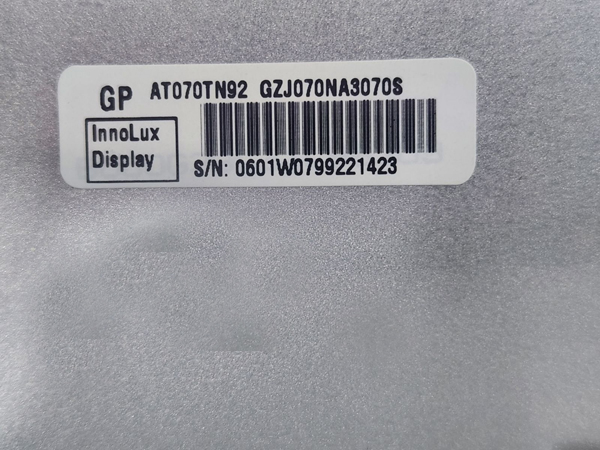 GP AT070TN92 GZJ070NA3070S
InnoLux
Display
S/N: 0601W0799221423